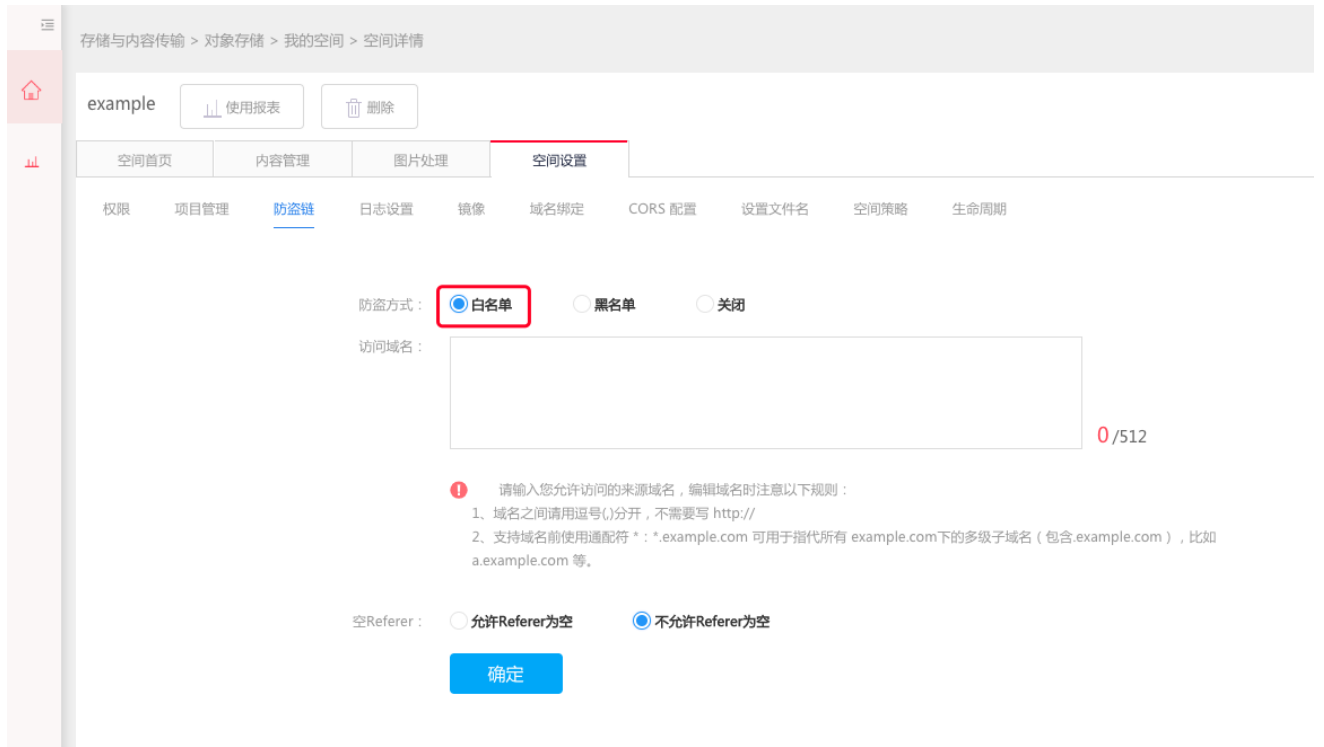 存储与内容传输 > 对象存储 > 我的空间 > 空间详情
example 使用报表 删除
空间首页 内容管理 图片处理 空间设置
权限 项目管理 防盗链 日志设置 镜像 域名绑定 CORS 配置 设置文件名 空间策略 生命周期
防盗方式： 白名单 黑名单 关闭
访问域名：
0/512
请输入您允许访问的来源域名，编辑域名时注意以下规则：
1、域名之间请用逗号(,)分开，不需要写 http://
2、支持域名前使用通配符 *：*.example.com 可用于指代所有 example.com下的多级子域名（包含.example.com），比如
a.example.com 等。
空Referer： 允许Referer为空 不允许Referer为空
确定